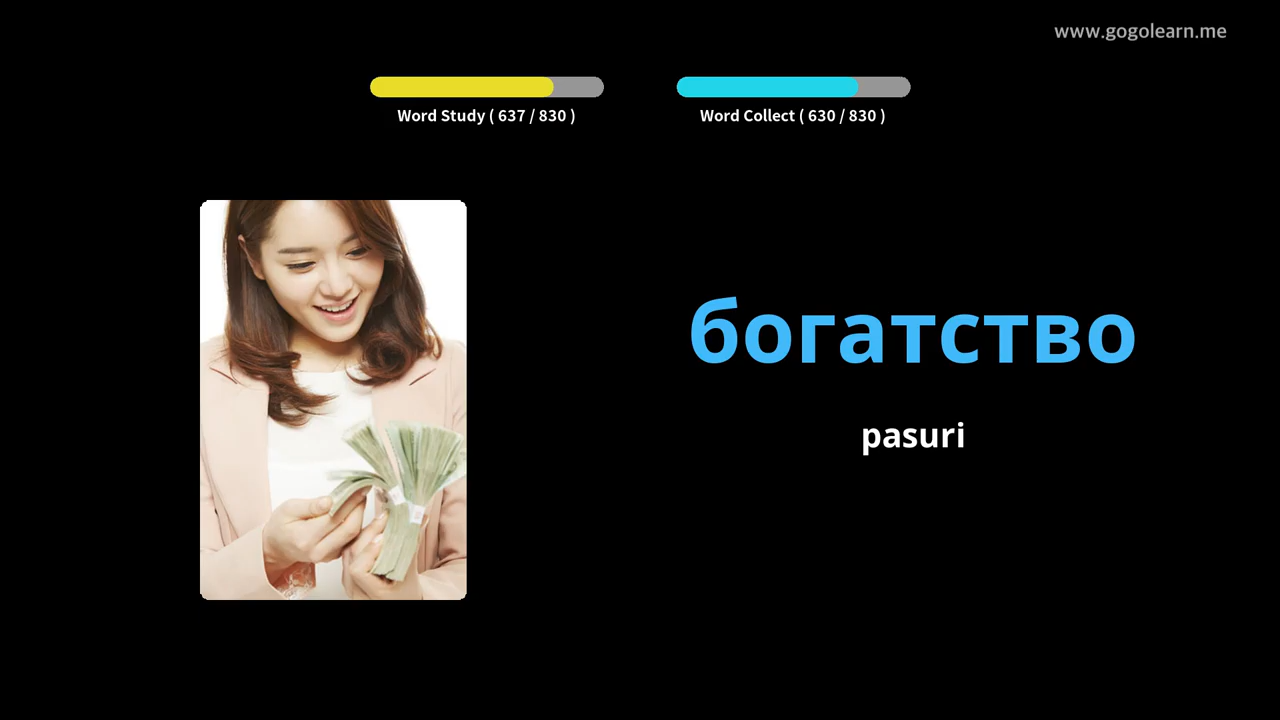 www.gogolearn.me
Word Study ( 637 / 830 )
Word Collect ( 630 / 830 )
богатство
pasuri